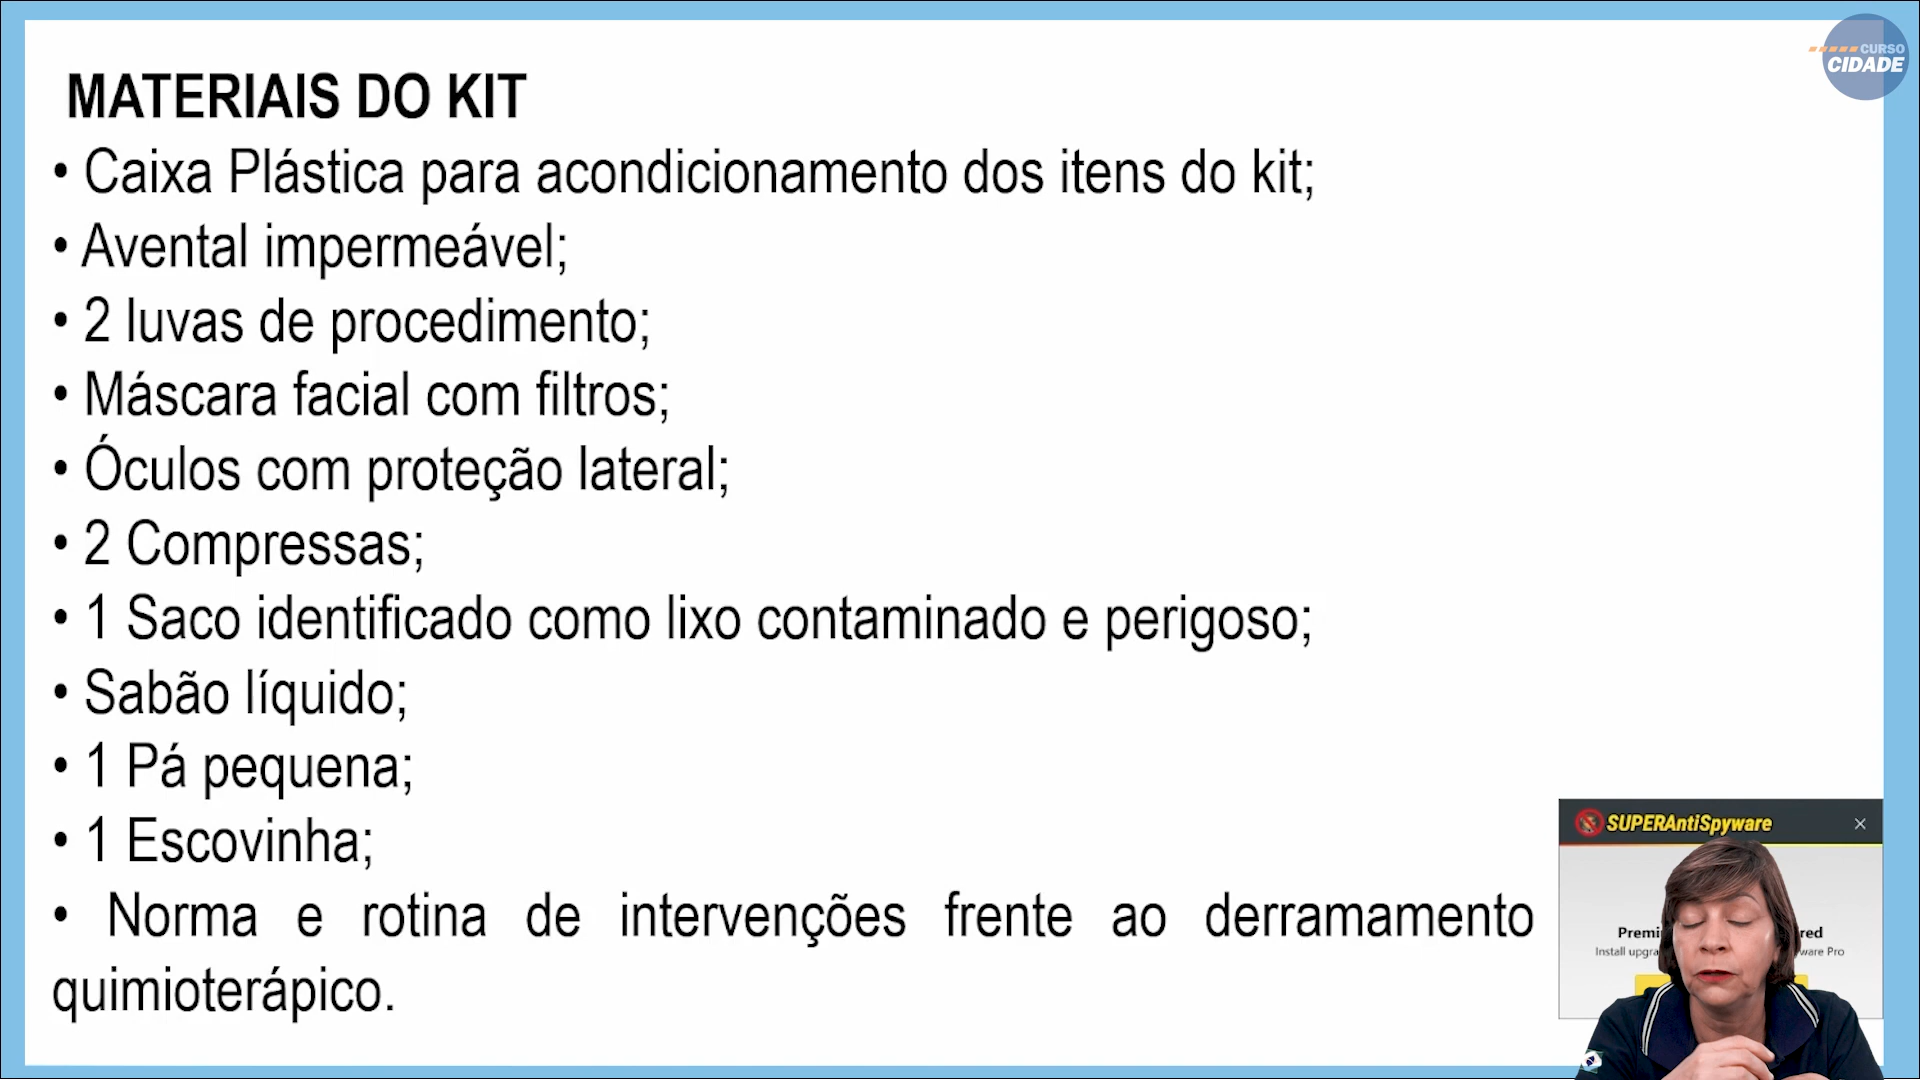 CURSO
CIDADE
MATERIAIS DO KIT
• Caixa Plástica para acondicionamento dos itens do kit;
• Avental impermeável;
• 2 luvas de procedimento;
• Máscara facial com filtros;
• Óculos com proteção lateral;
• 2 Compressas;
• 1 Saco identificado como lixo contaminado e perigoso;
• Sabão líquido;
• 1 Pá pequena;
• 1 Escovinha;
• Norma e rotina de intervenções frente ao derramamento
quimioterápico.
SUPERAntiSpyware
Install
Pro